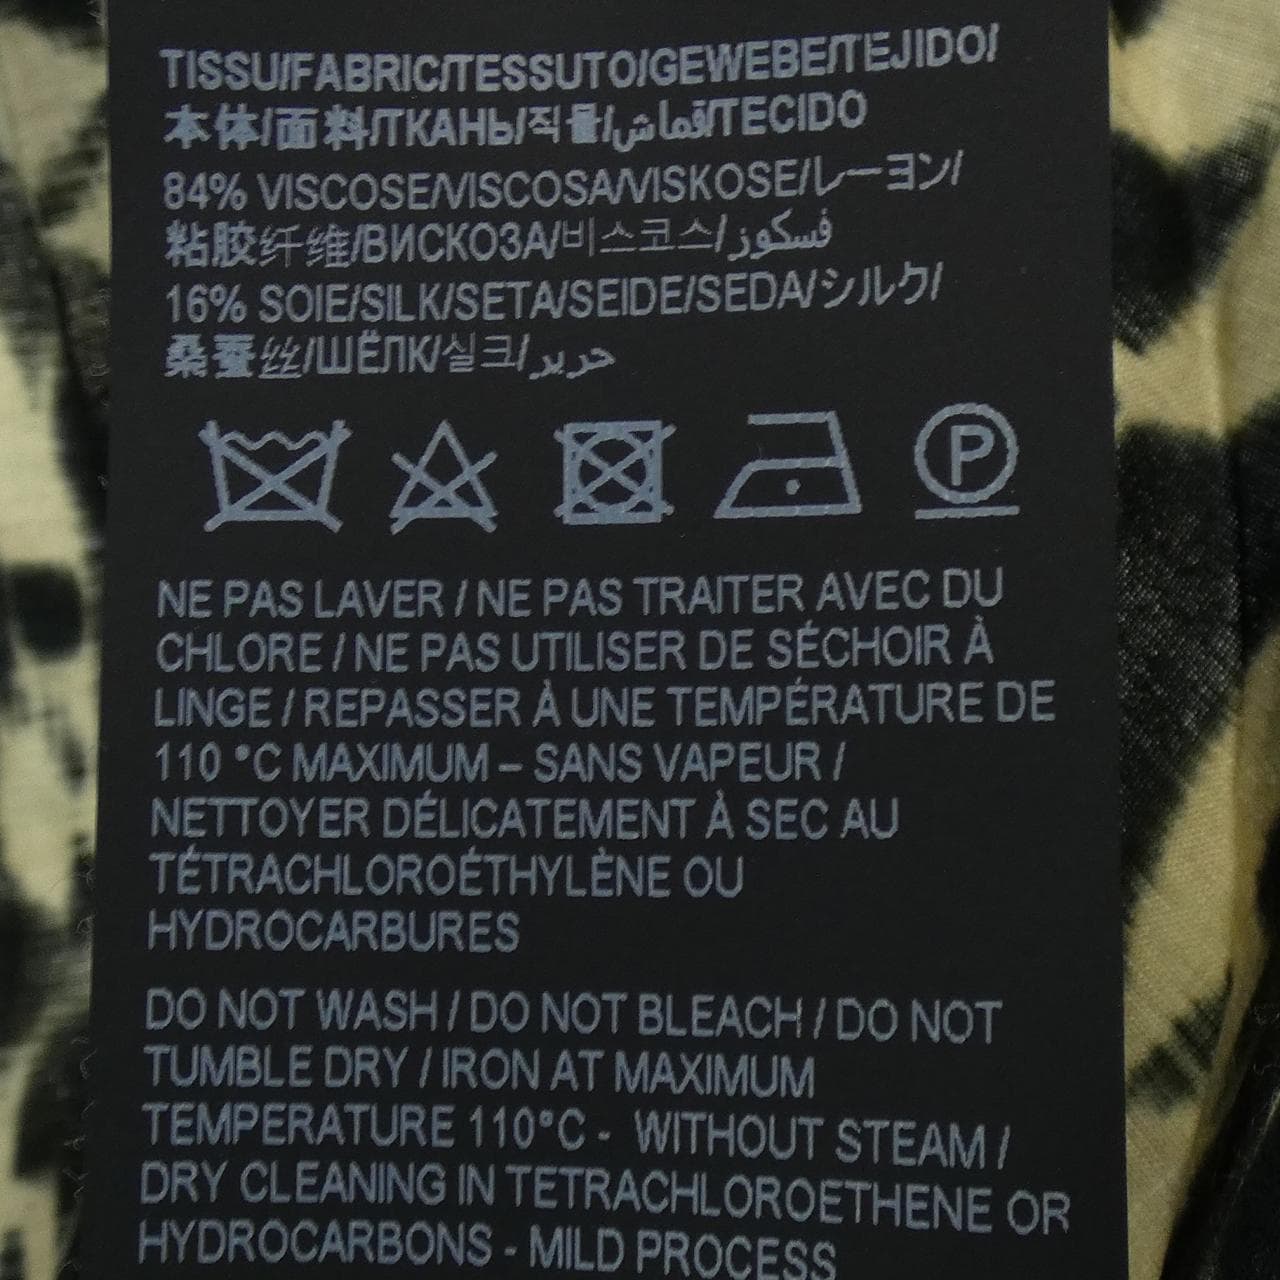 TISSU/FABRIC/TESSUTO/GEWEBE/TEJIDO/
本体/面料/ТКАНЬ/직물/قماش/TECIDO
84% VISCOSE/VISCOSA/VISKOSE/レーヨン/
粘胶纤维/ВИСКОЗА/비스코스/فسكوز
16% SOIE/SILK/SETA/SEIDE/SEDA/シルク/
桑蚕丝/ШЁЛК/실크/حرير
P
NE PAS LAVER / NE PAS TRAITER AVEC DU
CHLORE / NE PAS UTILISER DE SÉCHOIR À
LINGE / REPASSER À UNE TEMPÉRATURE DE
110 °C MAXIMUM – SANS VAPEUR /
NETTOYER DÉLICATEMENT À SEC AU
TÉTRACHLOROÉTHYLÈNE OU
HYDROCARBURES
DO NOT WASH / DO NOT BLEACH / DO NOT
TUMBLE DRY / IRON AT MAXIMUM
TEMPERATURE 110°C - WITHOUT STEAM /
DRY CLEANING IN TETRACHLOROETHENE OR
HYDROCARBONS - MILD PROCESS